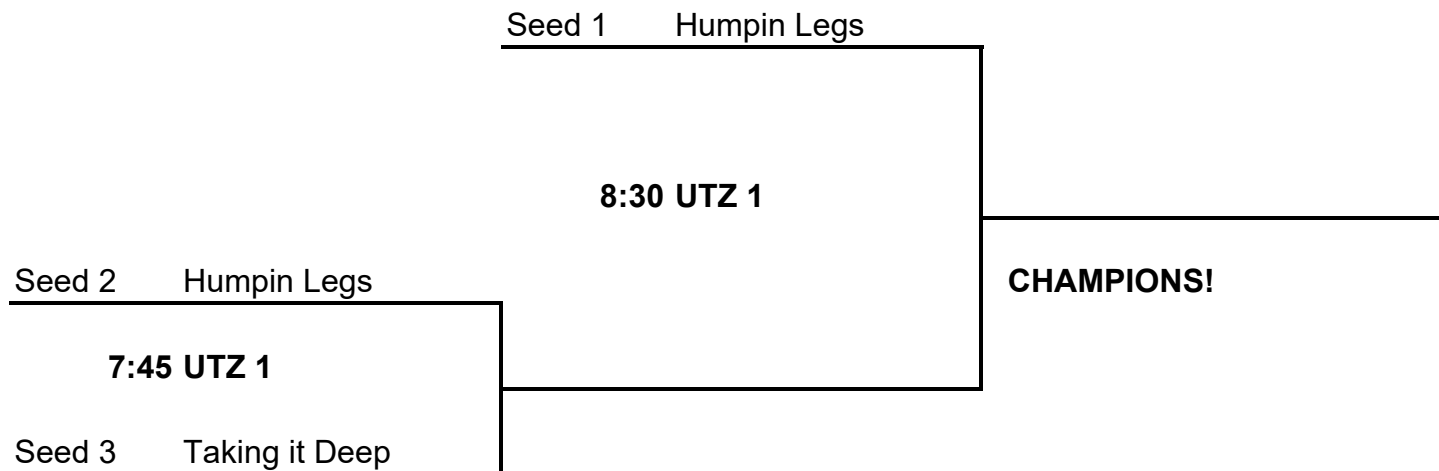 Seed 1 Humpin Legs
8:30 UTZ 1
Seed 2 Humpin Legs
CHAMPIONS!
7:45 UTZ 1
Seed 3 Taking it Deep